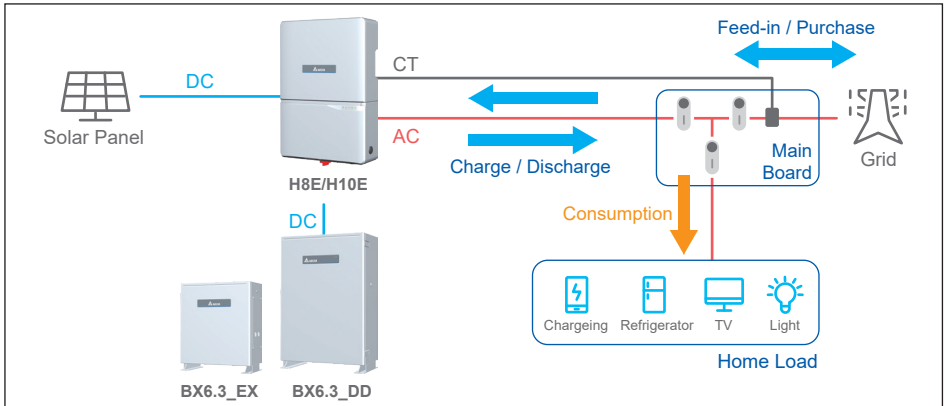 Feed-in / Purchase
CT
DC
Solar Panel
AC
Charge / Discharge
Main
Board
Grid
H8E/H10E
DC
Consumption
Chargeing
Refrigerator
TV
Light
Home Load
BX6.3_EX
BX6.3_DD